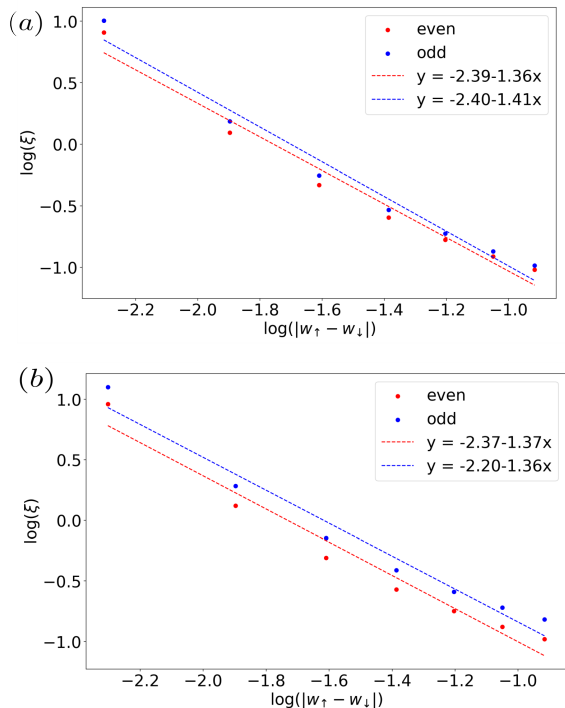 (a)
even
odd
y = -2.39-1.36x
y = -2.40-1.41x
1.0
0.5
0.0
−0.5
−1.0
log(ξ)
−2.2 −2.0 −1.8 −1.6 −1.4 −1.2 −1.0
log(|w↑ − w↓|)
(b)
even
odd
y = -2.37-1.37x
y = -2.20-1.36x
1.0
0.5
0.0
−0.5
−1.0
log(ξ)
−2.2 −2.0 −1.8 −1.6 −1.4 −1.2 −1.0
log(|w↑ − w↓|)